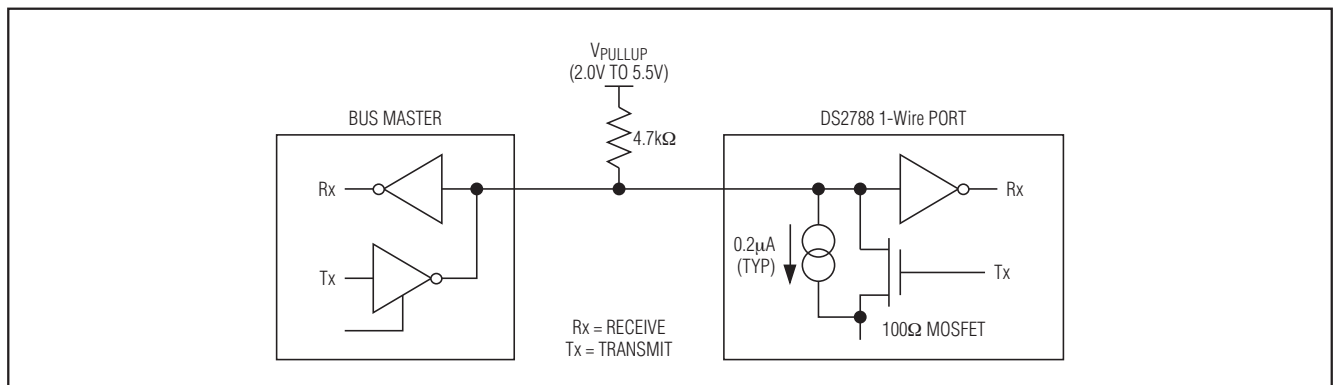 VPULLUP
(2.0V TO 5.5V)
BUS MASTER
4.7kΩ
DS2788 1-Wire PORT
Rx
Rx
0.2μA
(TYP)
Tx
Tx
Rx = RECEIVE
Tx = TRANSMIT
100Ω MOSFET